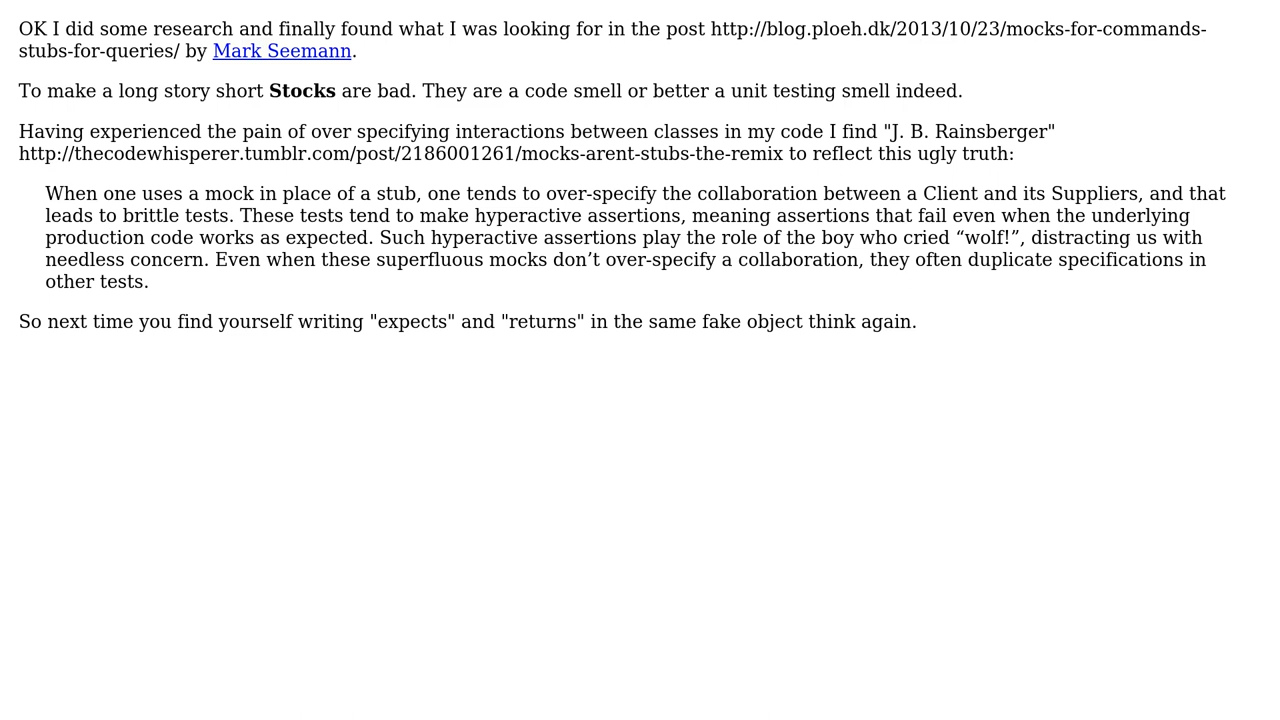 OK I did some research and finally found what I was looking for in the post http://blog.ploeh.dk/2013/10/23/mocks-for-commands-
stubs-for-queries/ by Mark Seemann.
To make a long story short Stocks are bad. They are a code smell or better a unit testing smell indeed.
Having experienced the pain of over specifying interactions between classes in my code I find "J. B. Rainsberger"
http://thecodewhisperer.tumblr.com/post/2186001261/mocks-arent-stubs-the-remix to reflect this ugly truth:
When one uses a mock in place of a stub, one tends to over-specify the collaboration between a Client and its Suppliers, and that
leads to brittle tests. These tests tend to make hyperactive assertions, meaning assertions that fail even when the underlying
production code works as expected. Such hyperactive assertions play the role of the boy who cried “wolf!”, distracting us with
needless concern. Even when these superfluous mocks don’t over-specify a collaboration, they often duplicate specifications in
other tests.
So next time you find yourself writing "expects" and "returns" in the same fake object think again.